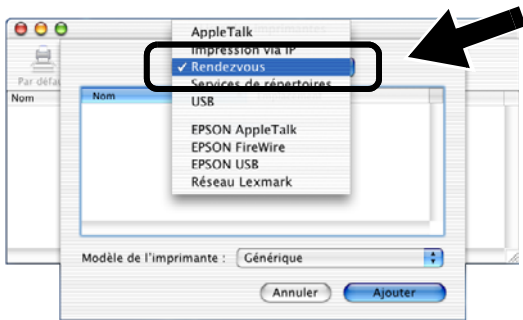 AppleTalk
Impression via IP
✓ Rendezvous
Services de répertoires
USB
EPSON AppleTalk
EPSON FireWire
EPSON USB
Réseau Lexmark
Par défau
Nom
Nom
Modèle de l'imprimante : Générique
Annuler Ajouter